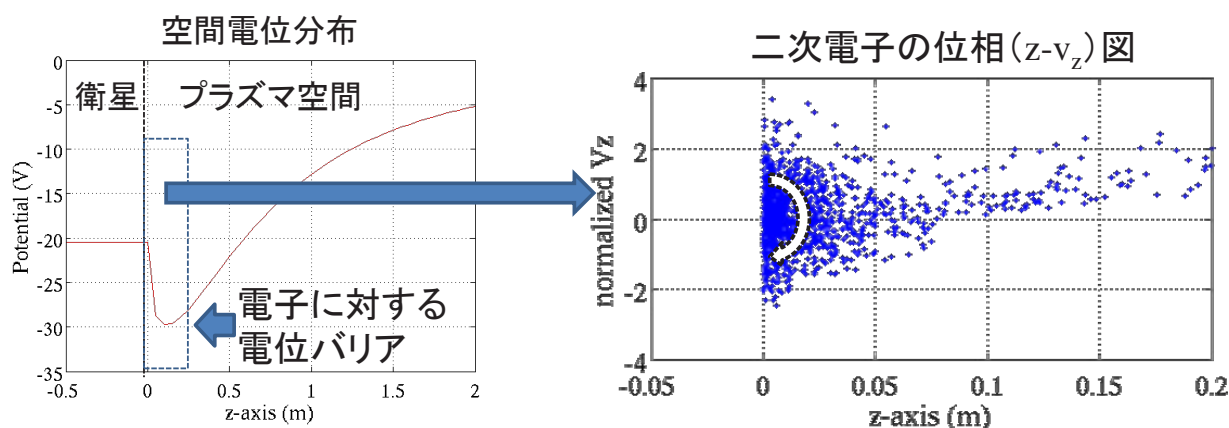 空間電位分布
0
-5
-10
-15
-20
-25
-30
-35
Potential (V)
衛星
プラズマ空間
電子に対する
電位バリア
-0.5
0
0.5
1
1.5
2
z-axis (m)
二次電子の位相(z-vz)図
4
2
0
-2
-4
normalized Vz
-0.05
0
0.05
0.1
0.15
0.2
z-axis (m)